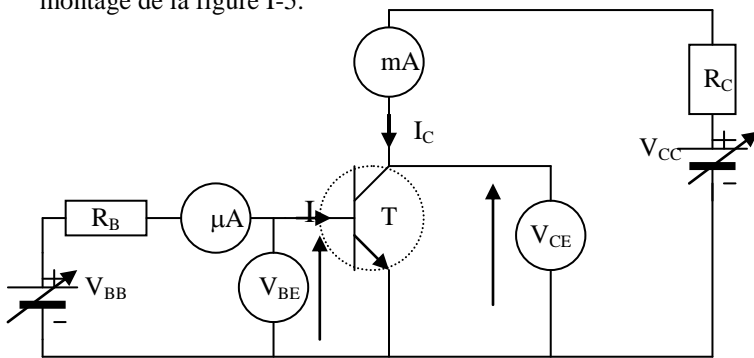 montage de la figure I-5.
mA
R_C
I_C
V_CC
+
−
R_B
µA
I
T
V_CE
V_BE
+
V_BB
−